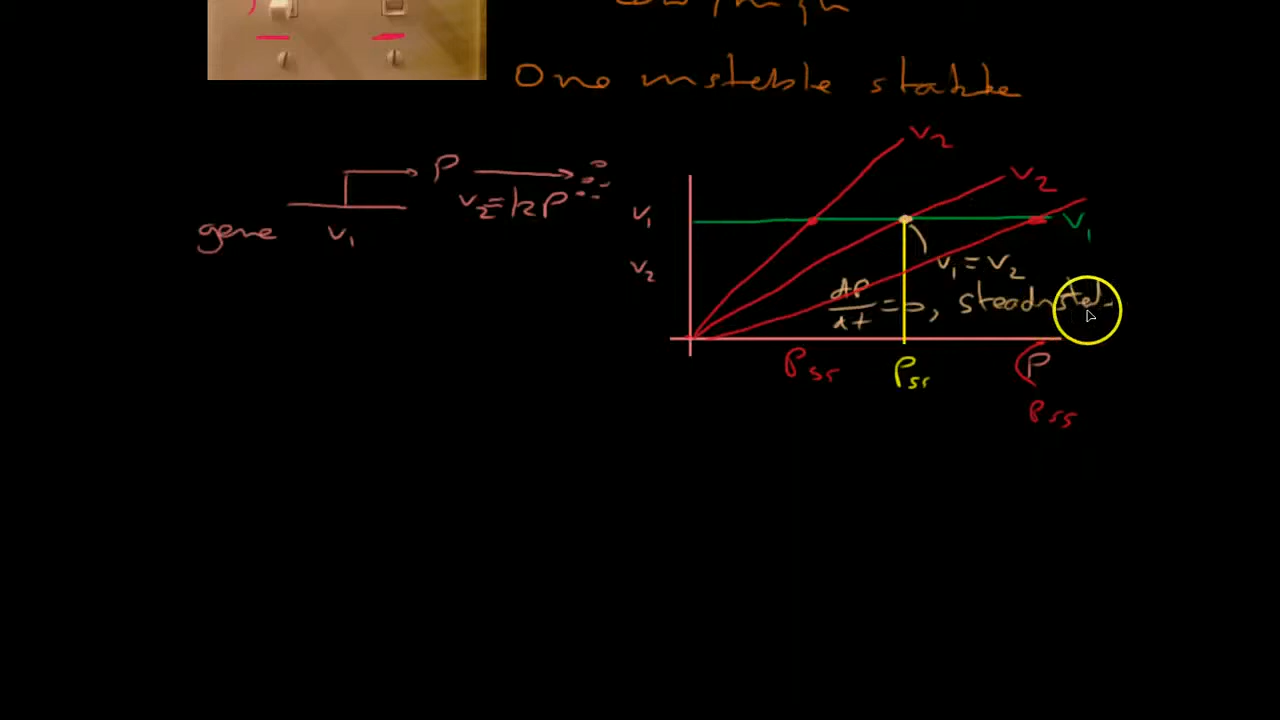 One unstable statte
v2
P
v2
v2 = kP
v1
v1
gene
v1
v1 = v2
v2
dP/dt = 0, steady state
Pss
Pss
P
Pss